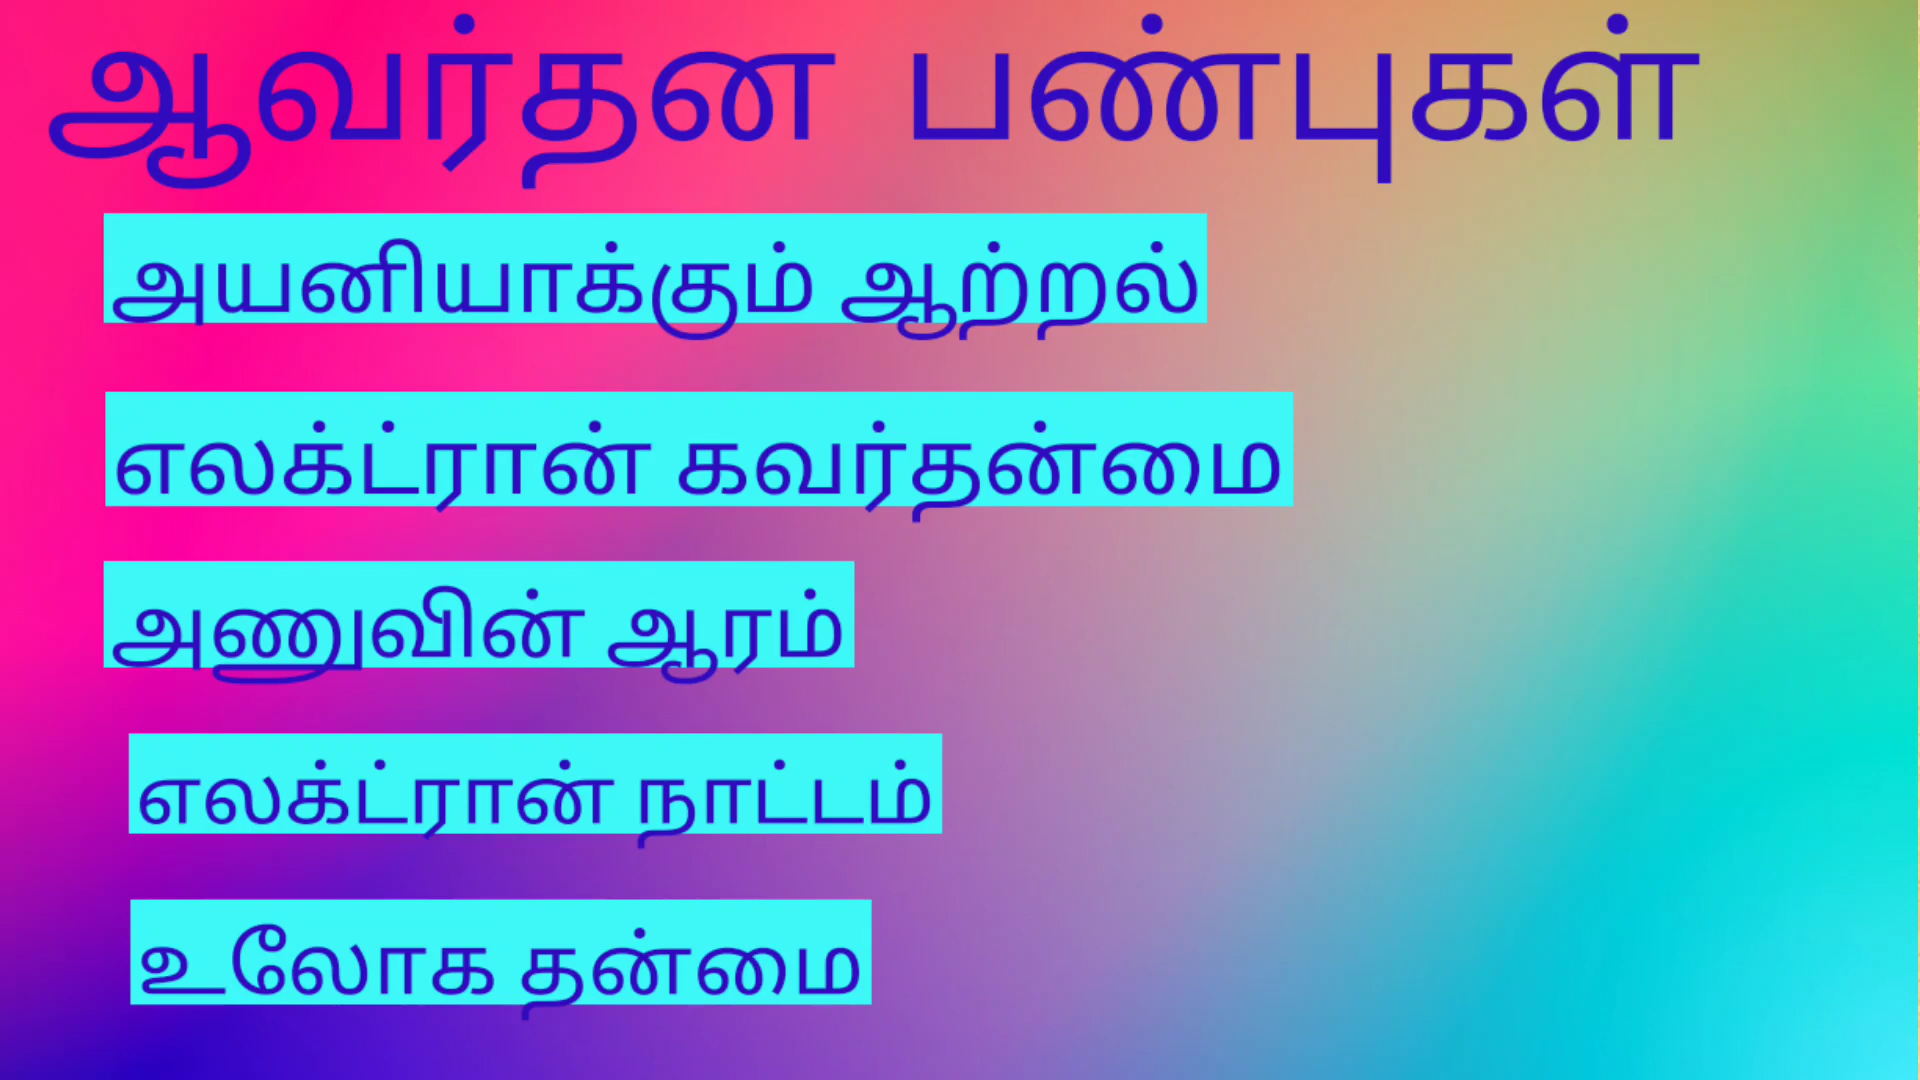 ஆவர்தன பண்புகள்
அயனியாக்கும் ஆற்றல்
எலக்ட்ரான் கவர்தன்மை
அணுவின் ஆரம்
எலக்ட்ரான் நாட்டம்
உலோக தன்மை